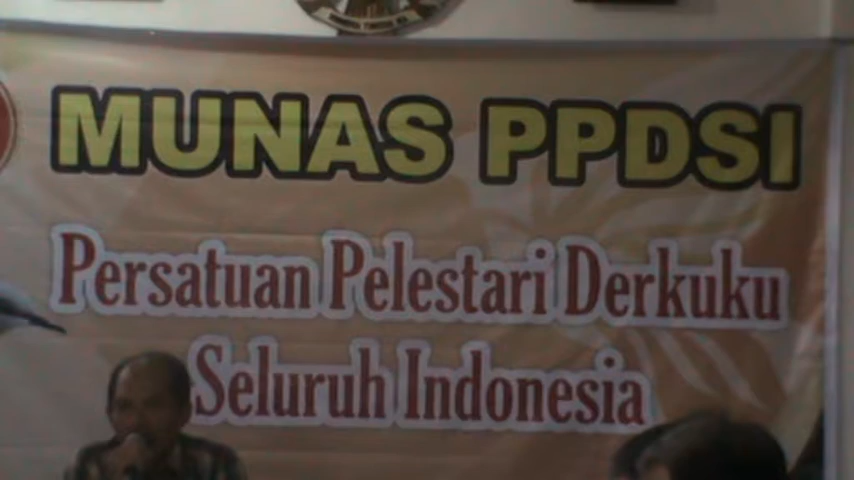 MUNAS PPDSI
Persatuan Pelestari Derkuku
Seluruh Indonesia